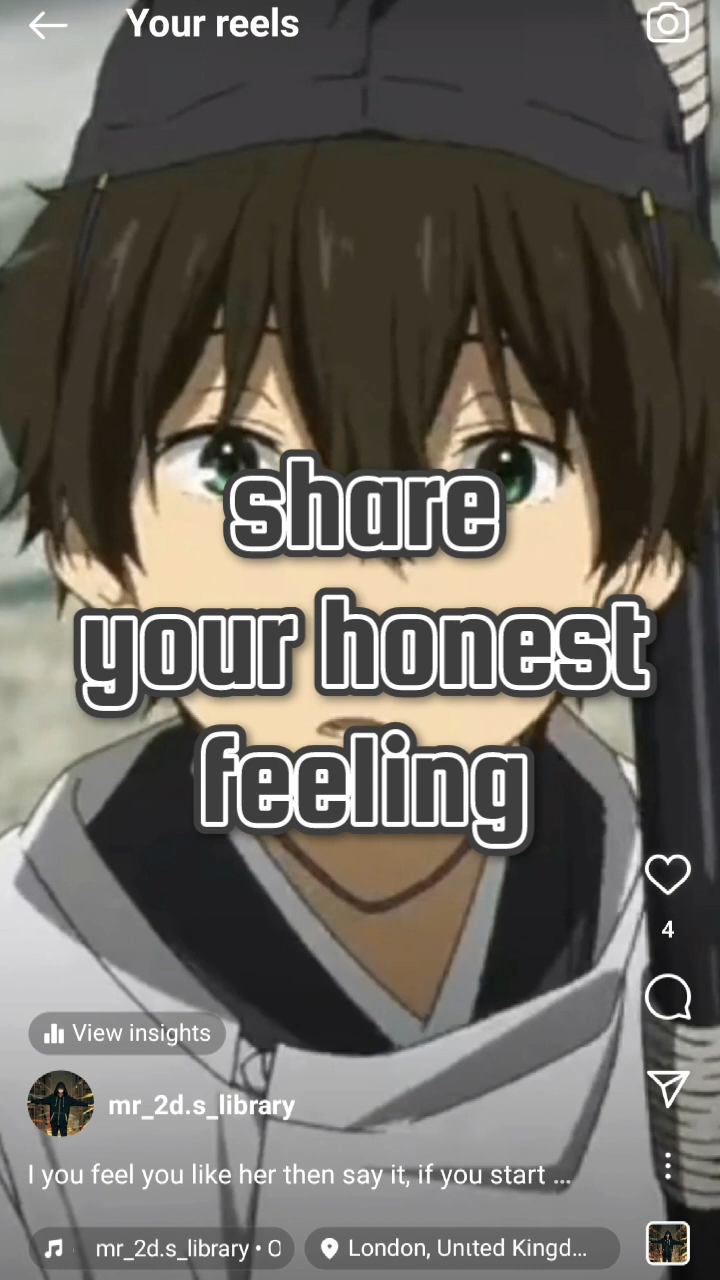 Your reels
share
your honest
feeling
4
View insights
mr_2d.s_library
I you feel you like her then say it, if you start ...
mr_2d.s_library • O
London, United Kingd...